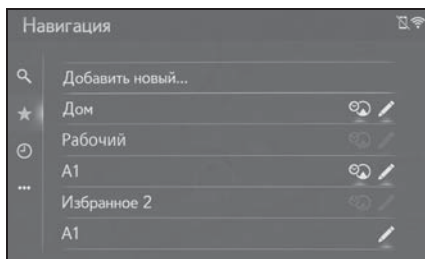 Навигация
Добавить новый...
Дом
Рабочий
A1
Избранное 2
A1